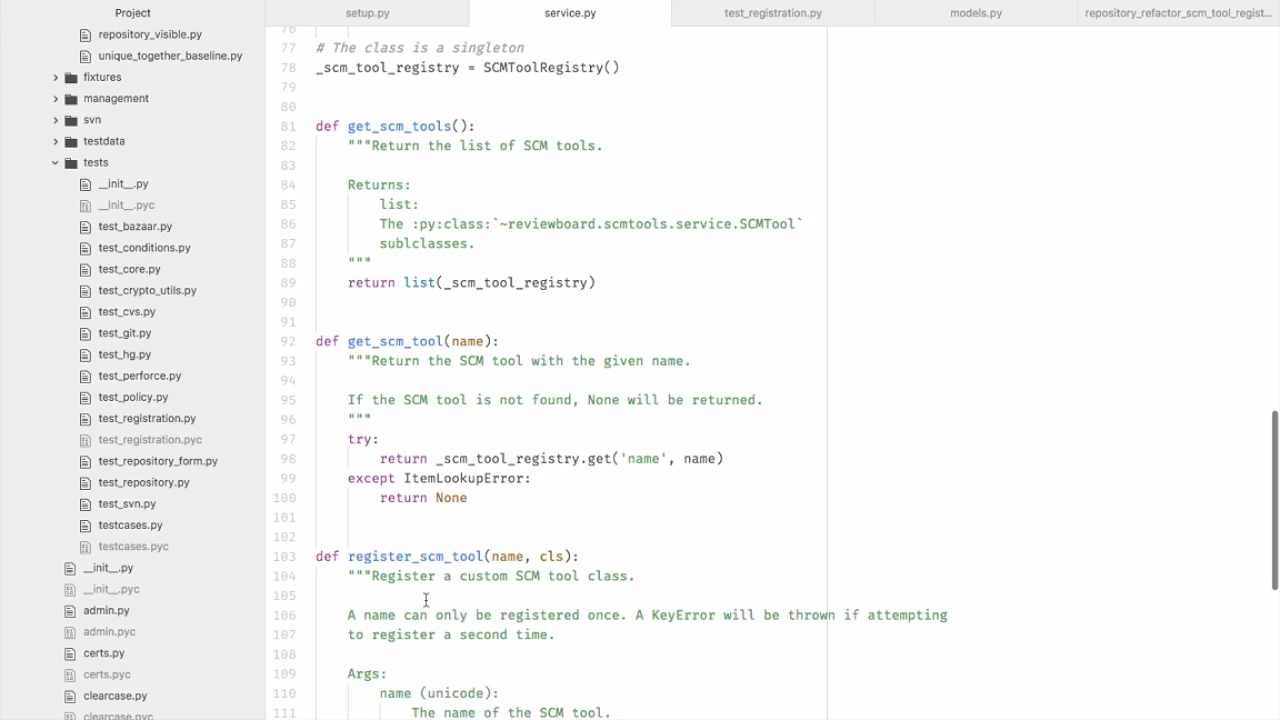 Project
setup.py
service.py
test_registration.py
models.py
repository_refactor_scm_tool_regist...
repository_visible.py
unique_together_baseline.py
fixtures
management
svn
testdata
tests
__init__.py
__init__.pyc
test_bazaar.py
test_conditions.py
test_core.py
test_crypto_utils.py
test_cvs.py
test_git.py
test_hg.py
test_perforce.py
test_policy.py
test_registration.py
test_registration.pyc
test_repository_form.py
test_repository.py
test_svn.py
testcases.py
testcases.pyc
__init__.py
__init__.pyc
admin.py
admin.pyc
certs.py
certs.pyc
clearcase.py
clearcase.pyc
76
77 # The class is a singleton
78 _scm_tool_registry = SCMToolRegistry()
79
80
81 def get_scm_tools():
82 """Return the list of SCM tools.
83
84 Returns:
85 list:
86 The :py:class:`~reviewboard.scmtools.service.SCMTool`
87 sublclasses.
88 """
89 return list(_scm_tool_registry)
90
91
92 def get_scm_tool(name):
93 """Return the SCM tool with the given name.
94
95 If the SCM tool is not found, None will be returned.
96 """
97 try:
98 return _scm_tool_registry.get('name', name)
99 except ItemLookupError:
100 return None
101
102
103 def register_scm_tool(name, cls):
104 """Register a custom SCM tool class.
105
106 A name can only be registered once. A KeyError will be thrown if attempting
107 to register a second time.
108
109 Args:
110 name (unicode):
111 The name of the SCM tool.